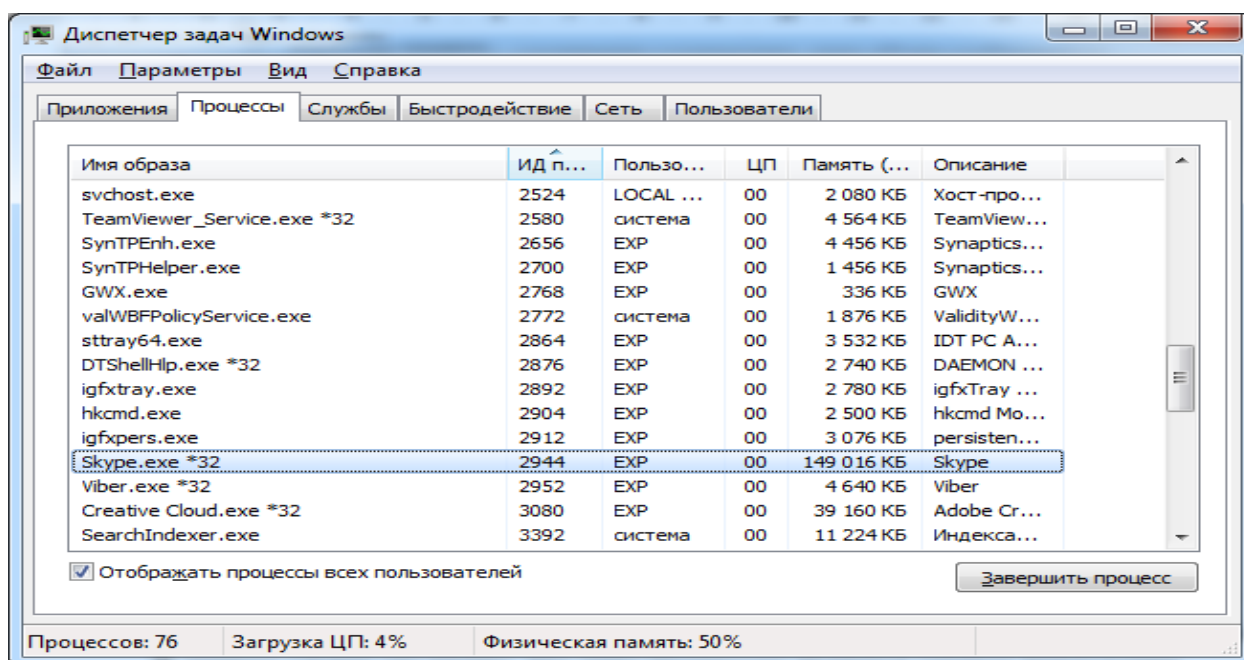 Диспетчер задач Windows
Файл Параметры Вид Справка
Приложения Процессы Службы Быстродействие Сеть Пользователи
Имя образа ИД п... Пользо... ЦП Память (... Описание
svchost.exe 2524 LOCAL ... 00 2 080 КБ Хост-про...
TeamViewer_Service.exe *32 2580 система 00 4 564 КБ TeamView...
SynTPEnh.exe 2656 EXP 00 4 456 КБ Synaptics...
SynTPHelper.exe 2700 EXP 00 1 456 КБ Synaptics...
GWX.exe 2768 EXP 00 336 КБ GWX
valWBFPolicyService.exe 2772 система 00 1 876 КБ ValidityW...
sttray64.exe 2864 EXP 00 3 532 КБ IDT PC A...
DTShellHlp.exe *32 2876 EXP 00 2 740 КБ DAEMON ...
igfxtray.exe 2892 EXP 00 2 780 КБ igfxTray ...
hkcmd.exe 2904 EXP 00 2 500 КБ hkcmd Mo...
igfxpers.exe 2912 EXP 00 3 076 КБ persisten...
Skype.exe *32 2944 EXP 00 149 016 КБ Skype
Viber.exe *32 2952 EXP 00 4 640 КБ Viber
Creative Cloud.exe *32 3080 EXP 00 39 160 КБ Adobe Cr...
SearchIndexer.exe 3392 система 00 11 224 КБ Индекса...
Отображать процессы всех пользователей
Завершить процесс
Процессов: 76 Загрузка ЦП: 4% Физическая память: 50%